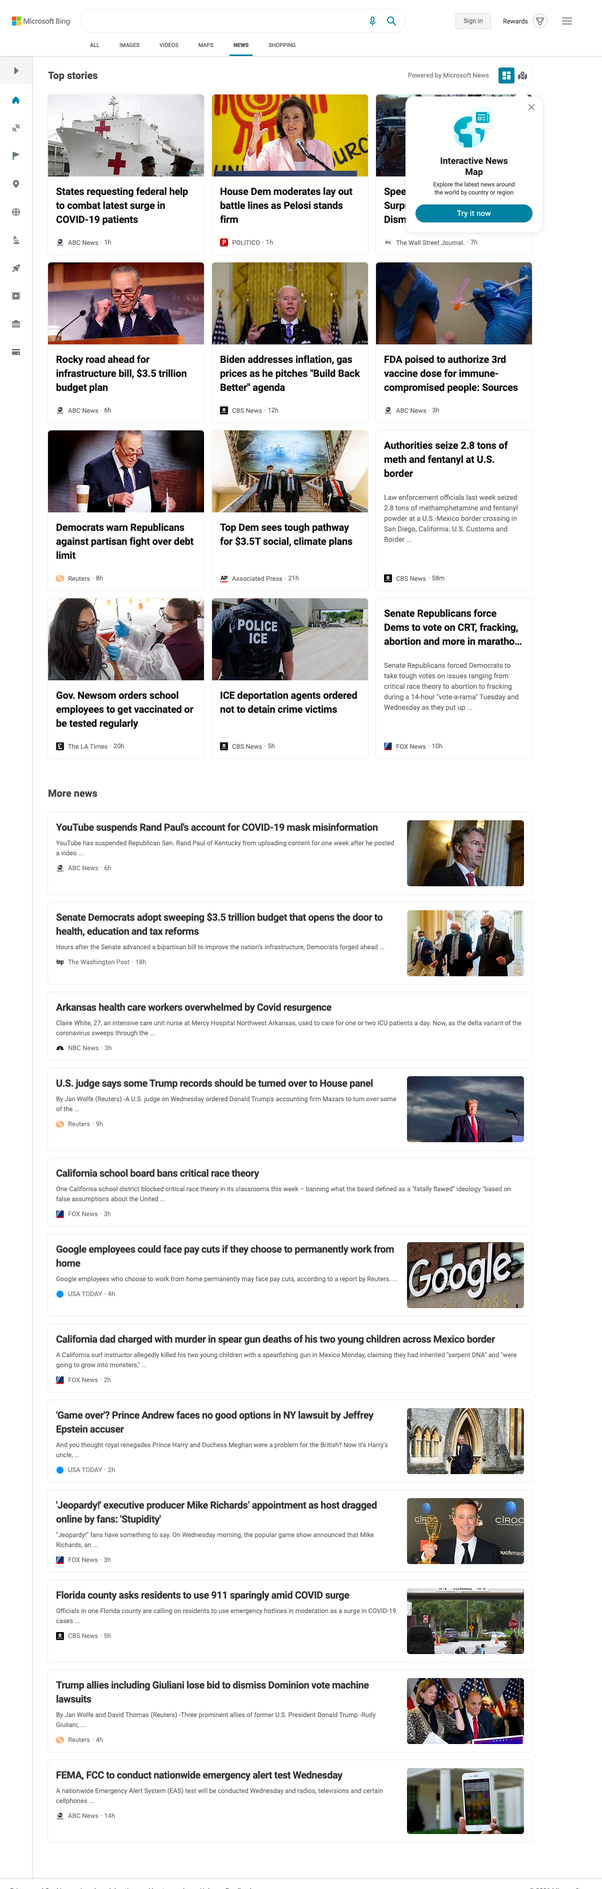 Microsoft Bing
Sign in
Rewards
ALL IMAGES VIDEOS MAPS NEWS SHOPPING
Top stories
Powered by Microsoft News
States requesting federal help
to combat latest surge in
COVID-19 patients
ABC News · 1h
House Dem moderates lay out
battle lines as Pelosi stands
firm
POLITICO · 1h
Spee
Surp
Dism
The Wall Street Journal. · 7h
Interactive News
Map
Explore the latest news around
the world by country or region
Try it now
Rocky road ahead for
infrastructure bill, $3.5 trillion
budget plan
ABC News · 6h
Biden addresses inflation, gas
prices as he pitches "Build Back
Better" agenda
CBS News · 12h
FDA poised to authorize 3rd
vaccine dose for immune-
compromised people: Sources
ABC News · 3h
Democrats warn Republicans
against partisan fight over debt
limit
Reuters · 8h
Top Dem sees tough pathway
for $3.5T social, climate plans
AP
Associated Press · 21h
Authorities seize 2.8 tons of
meth and fentanyl at U.S.
border
Law enforcement officials last week seized
2.8 tons of methamphetamine and fentanyl
powder at a U.S.-Mexico border crossing in
San Diego, California. U.S. Customs and
Border ...
CBS News · 58m
Gov. Newsom orders school
employees to get vaccinated or
be tested regularly
The LA Times · 20h
POLICE
ICE
ICE deportation agents ordered
not to detain crime victims
CBS News · 5h
Senate Republicans force
Dems to vote on CRT, fracking,
abortion and more in maratho...
Senate Republicans forced Democrats to
take tough votes on issues ranging from
critical race theory to abortion to fracking
during a 14-hour "vote-a-rama" Tuesday and
Wednesday as they put up ...
FOX News · 10h
More news
YouTube suspends Rand Paul's account for COVID-19 mask misinformation
YouTube has suspended Republican Sen. Rand Paul of Kentucky from uploading content for one week after he posted
a video ...
ABC News · 6h
Senate Democrats adopt sweeping $3.5 trillion budget that opens the door to
health, education and tax reforms
Hours after the Senate advanced a bipartisan bill to improve the nation's infrastructure, Democrats forged ahead ...
The Washington Post · 18h
Arkansas health care workers overwhelmed by Covid resurgence
Claire White, 27, an intensive care unit nurse at Mercy Hospital Northwest Arkansas, used to care for one or two ICU patients a day. Now, as the delta variant of the
coronavirus sweeps through the ...
NBC News · 3h
U.S. judge says some Trump records should be turned over to House panel
By Jan Wolfe (Reuters) -A U.S. judge on Wednesday ordered Donald Trump's accounting firm Mazars to turn over some
of the ...
Reuters · 9h
California school board bans critical race theory
One California school district blocked critical race theory in its classrooms this week – banning what the board defined as a "fatally flawed" ideology "based on
false assumptions about the United ...
FOX News · 3h
Google employees could face pay cuts if they choose to permanently work from
home
Google employees who choose to work from home permanently may face pay cuts, according to a report by Reuters. ...
USA TODAY · 4h
Google
California dad charged with murder in spear gun deaths of his two young children across Mexico border
A California surf instructor allegedly killed his two young children with a spearfishing gun in Mexico Monday, claiming they had inherited "serpent DNA" and "were
going to grow into monsters," ...
FOX News · 2h
'Game over'? Prince Andrew faces no good options in NY lawsuit by Jeffrey
Epstein accuser
And you thought royal renegades Prince Harry and Duchess Meghan were a problem for the British? Now it's Harry's
uncle, ...
USA TODAY · 2h
'Jeopardy!' executive producer Mike Richards' appointment as host dragged
online by fans: 'Stupidity'
"Jeopardy!" fans have something to say. On Wednesday morning, the popular game show announced that Mike
Richards, an ...
FOX News · 3h
CÎROC
Florida county asks residents to use 911 sparingly amid COVID surge
Officials in one Florida county are calling on residents to use emergency hotlines in moderation as a surge in COVID-19
cases ...
CBS News · 5h
Trump allies including Giuliani lose bid to dismiss Dominion vote machine
lawsuits
By Jan Wolfe and David Thomas (Reuters) -Three prominent allies of former U.S. President Donald Trump -Rudy
Giuliani,...
Reuters · 4h
FEMA, FCC to conduct nationwide emergency alert test Wednesday
A nationwide Emergency Alert System (EAS) test will be conducted Wednesday and radios, televisions and certain
cellphones ...
ABC News · 14h